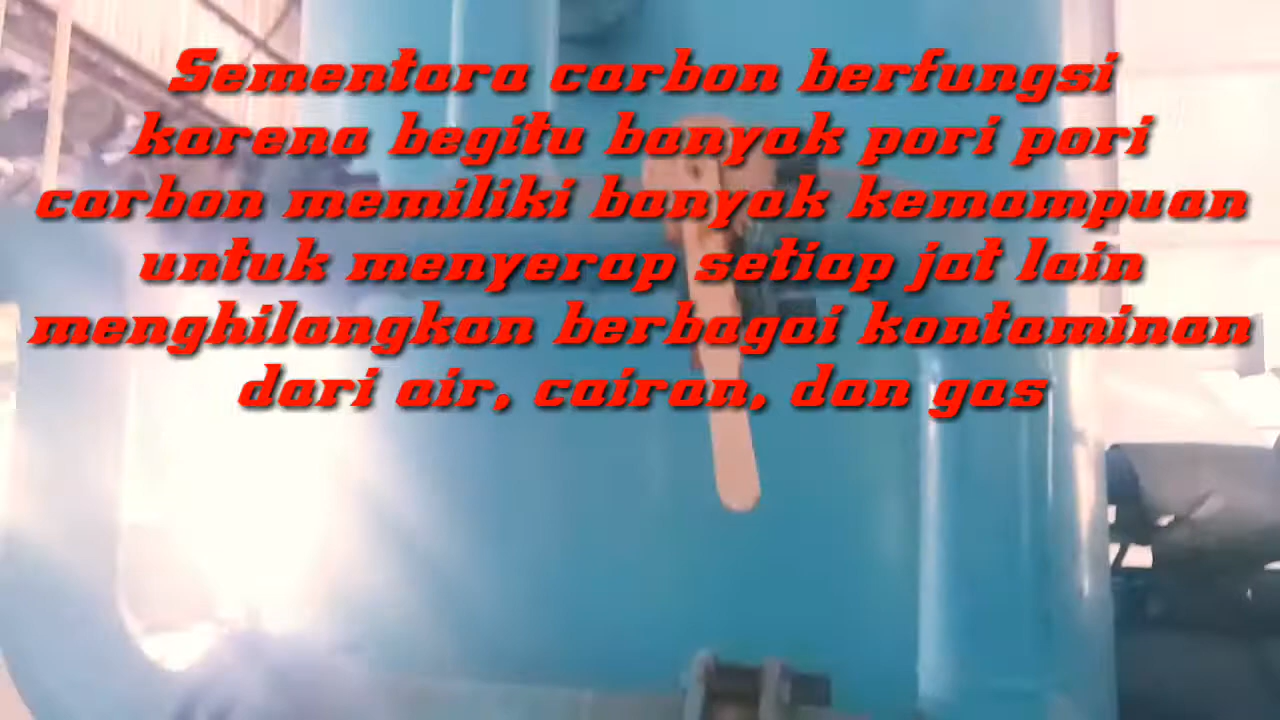 Sementara carbon berfungsi
karena begitu banyak pori pori
carbon memiliki banyak kemampuan
untuk menyerap setiap jat lain
menghilangkan berbagai kontaminan
dari air, cairan, dan gas